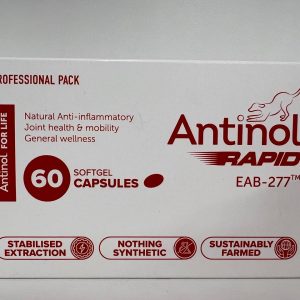 PROFESSIONAL PACK
Antinol FOR LIFE
Natural Anti-inflammatory
Joint health & mobility
General wellness
60 SOFTGEL
CAPSULES
Antinol
RAPID
EAB-277™
STABILISED
EXTRACTION
NOTHING
SYNTHETIC
SUSTAINABLY
FARMED